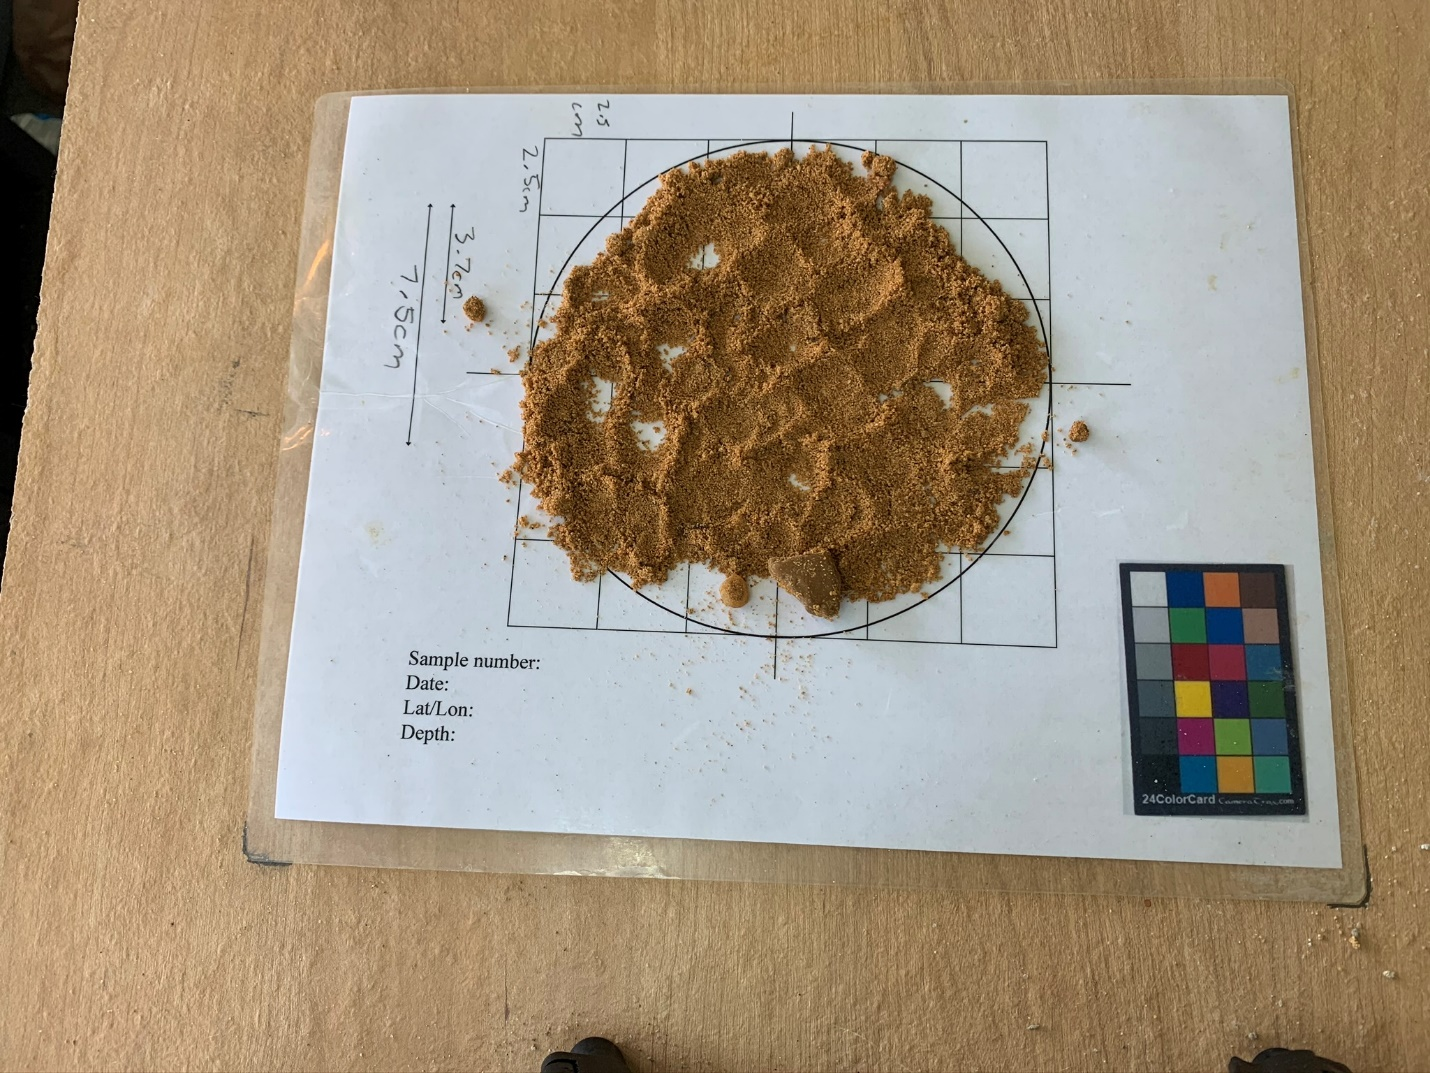 2.5
cm
2.5cm
3.7cm
7.5cm
Sample number:
Date:
Lat/Lon:
Depth:
24ColorCard